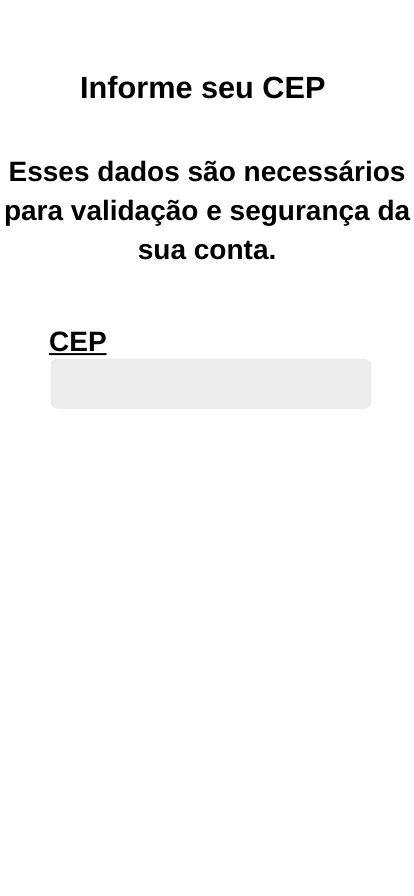 Informe seu CEP
Esses dados são necessários
para validação e segurança da
sua conta.
CEP